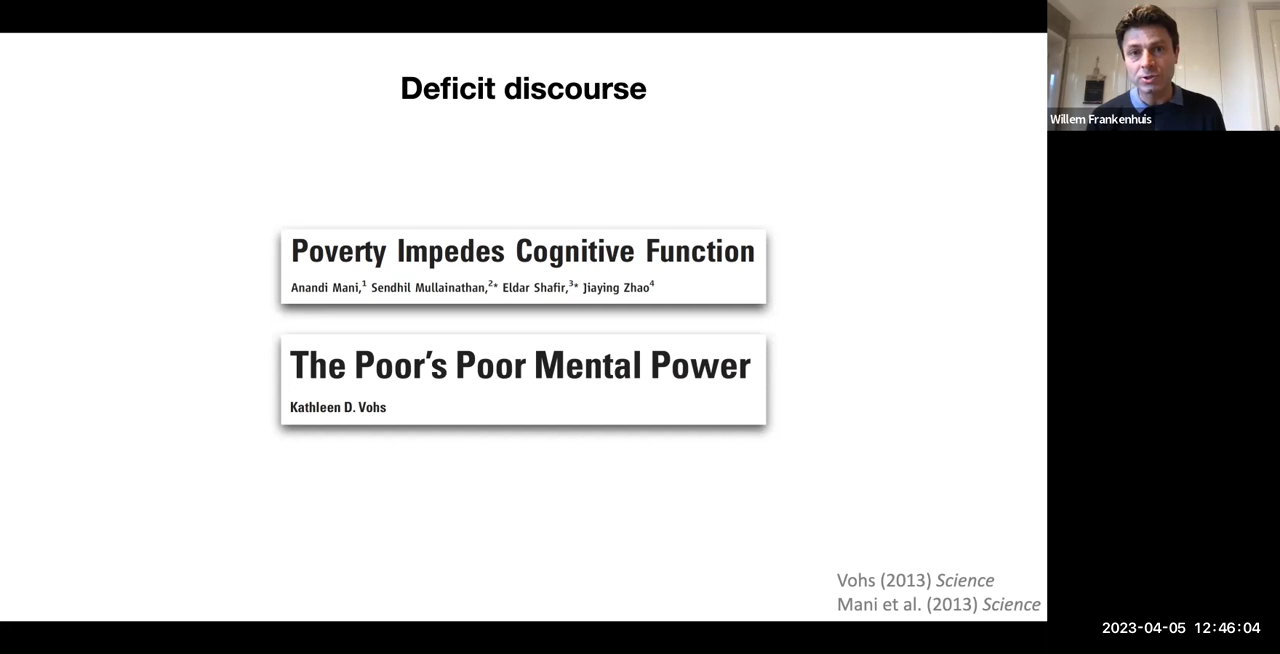 Deficit discourse
Poverty Impedes Cognitive Function
Anandi Mani,1 Sendhil Mullainathan,2* Eldar Shafir,3* Jiaying Zhao4
The Poor's Poor Mental Power
Kathleen D. Vohs
Vohs (2013) Science
Mani et al. (2013) Science
Willem Frankenhuis
2023-04-05 12:46:04